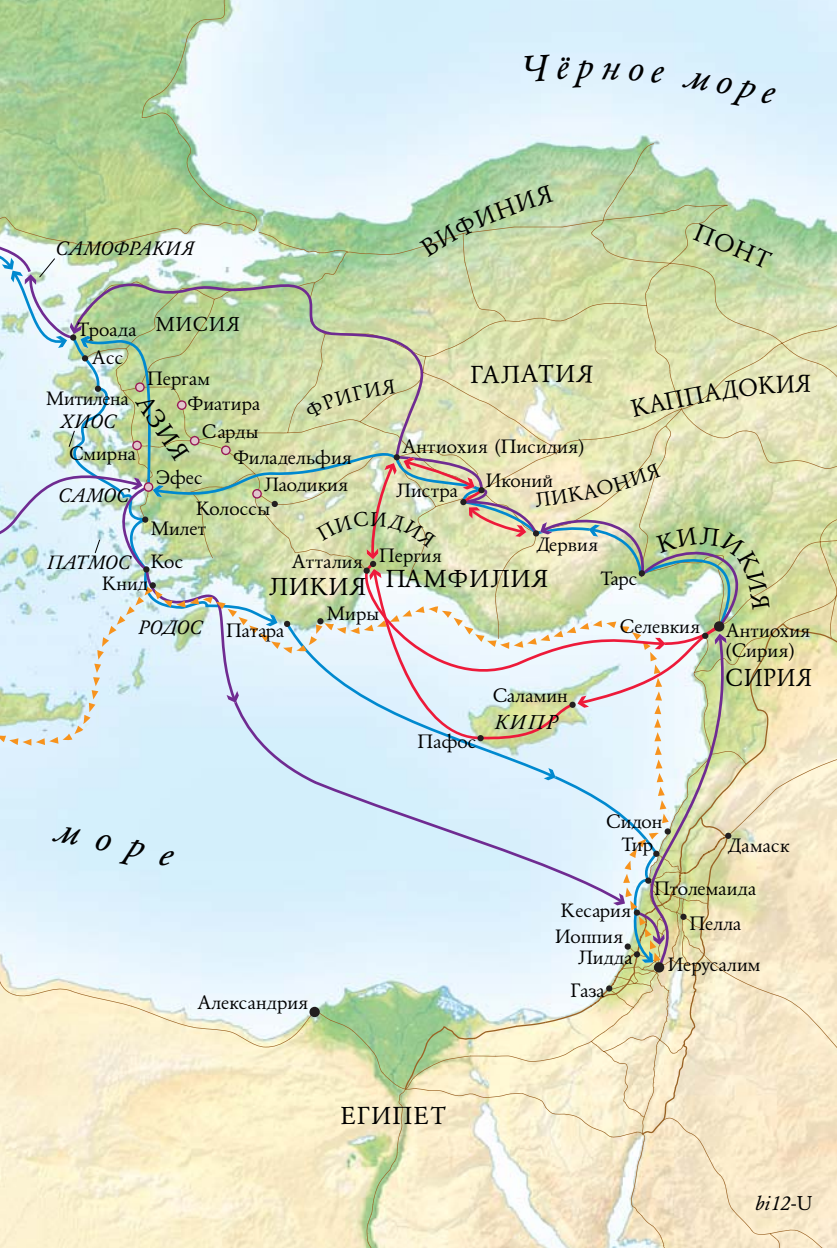 Чёрное море
ВИФИНИЯ
ПОНТ
САМОФРАКИЯ
Троада
МИСИЯ
Асс
ГАЛАТИЯ
Пергам
КАППАДОКИЯ
Митилена
ФРИГИЯ
АЗИЯ
Фиатира
ХИОС
Сарды
Смирна
Филадельфия
Антиохия (Писидия)
Эфес
Лаодикия
Листра
Иконий
ЛИКАОНИЯ
САМОС
Колоссы
ПИСИДИЯ
Милет
Дервия
КИЛИКИЯ
ПАТМОС
Кос
Атталия
Пергия
Книд
ЛИКИЯ
ПАМФИЛИЯ
Тарс
РОДОС
Патара
Миры
Селевкия
Антиохия
(Сирия)
СИРИЯ
Саламин
КИПР
Пафос
море
Силон
Тир
Дамаск
Птолемаида
Кесария
Пелла
Иоппия
Лидда
Иерусалим
Газа
Александрия
ЕГИПЕТ
bi12-U